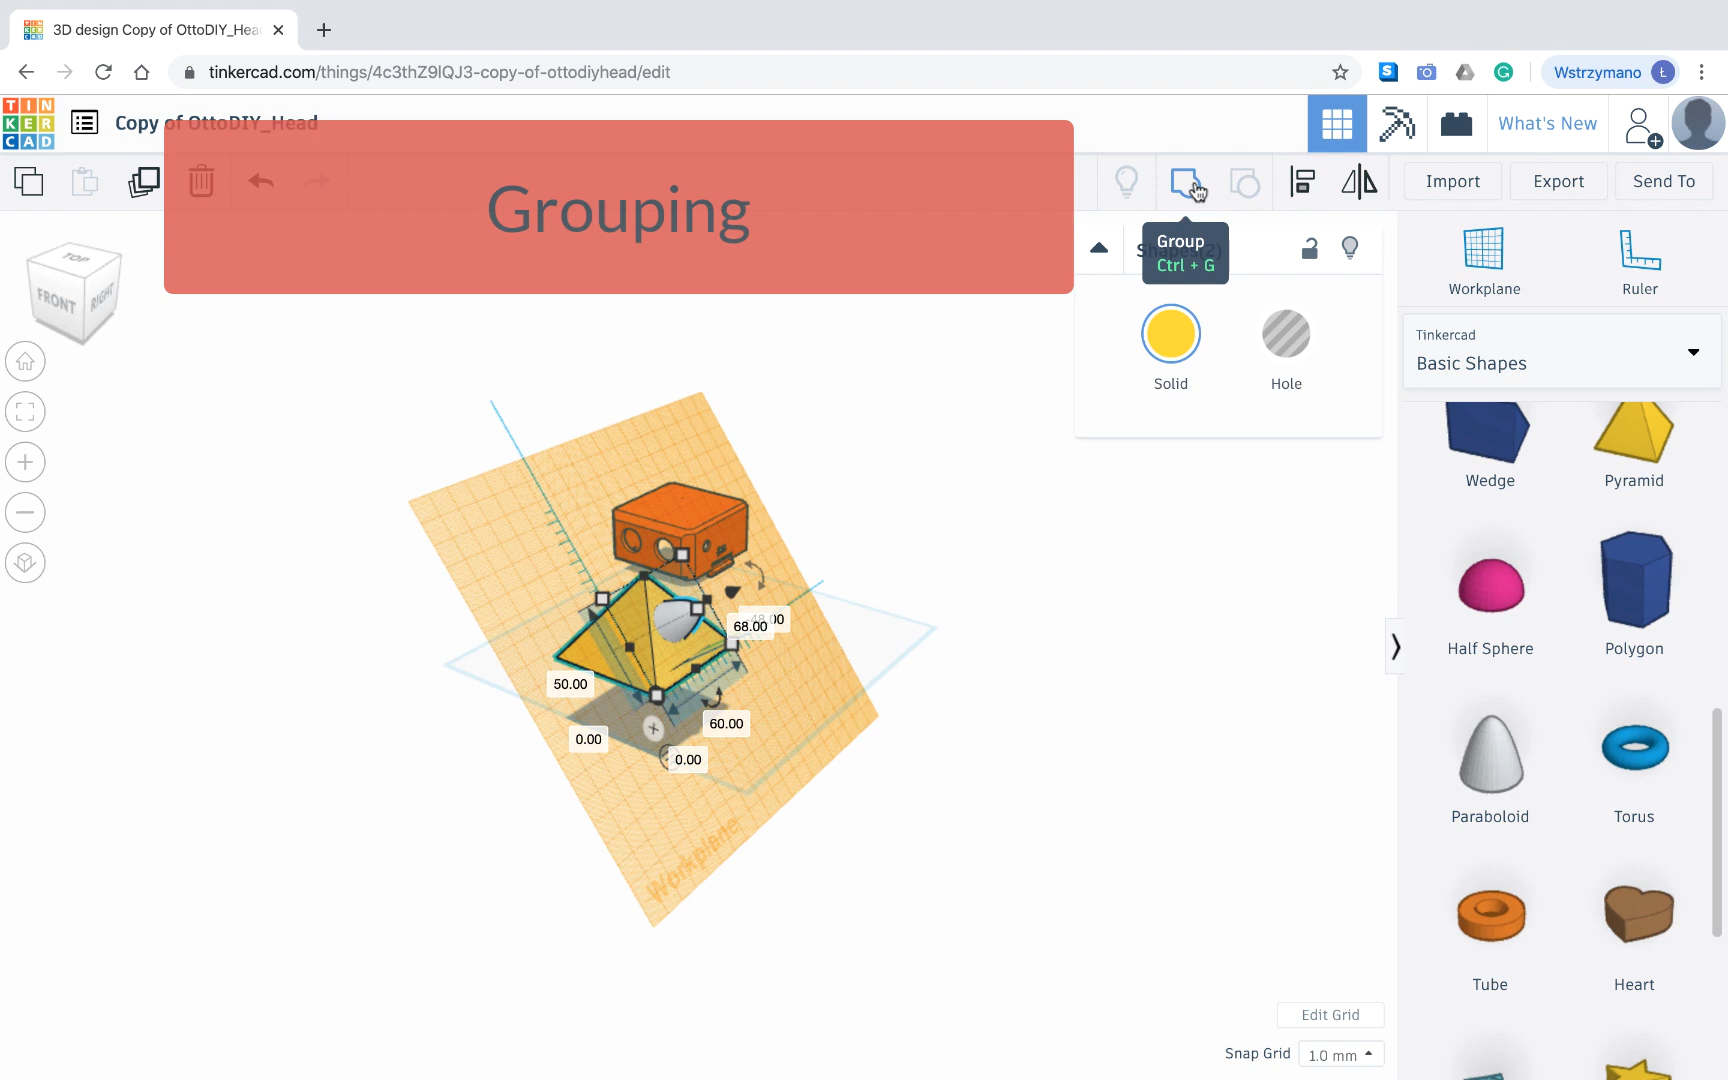 3D design Copy of OttoDIY_Hea
tinkercad.com/things/4c3thZ9lQJ3-copy-of-ottodiyhead/edit
Wstrzymano
Ł
TIN
KER
CAD
Copy of OttoDIY_Head
What's New
Grouping
Import
Export
Send To
Group
Ctrl + G
Shapes(2)
Solid
Hole
TOP
FRONT
RIGHT
Workplane
Ruler
Tinkercad
Basic Shapes
Wedge
Pyramid
Half Sphere
Polygon
Paraboloid
Torus
Tube
Heart
68.00
50.00
60.00
0.00
0.00
Workplane
Edit Grid
Snap Grid
1.0 mm